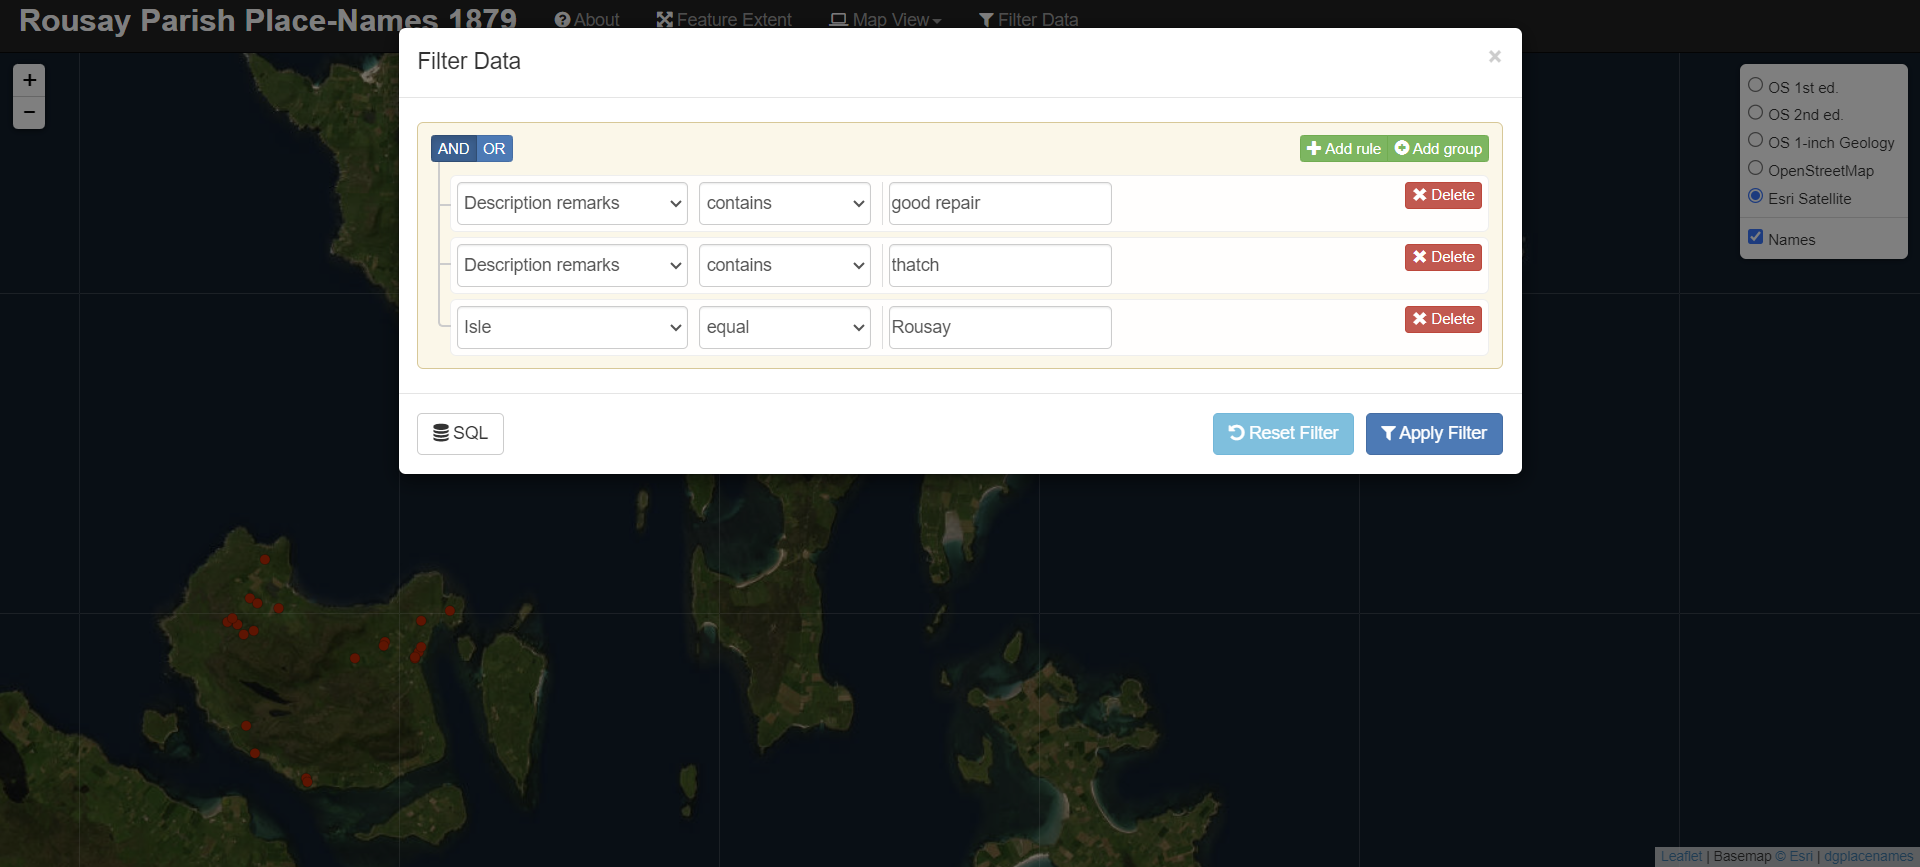 Rousay Parish Place-Names 1879 About Feature Extent Map View Filter Data
Filter Data ×
+
−
AND OR Add rule Add group
Description remarks contains good repair Delete
Description remarks contains thatch Delete
Isle equal Rousay Delete
SQL Reset Filter Apply Filter
OS 1st ed.
OS 2nd ed.
OS 1-inch Geology
OpenStreetMap
Esri Satellite
Names
Leaflet | Basemap © Esri | dgplacenames